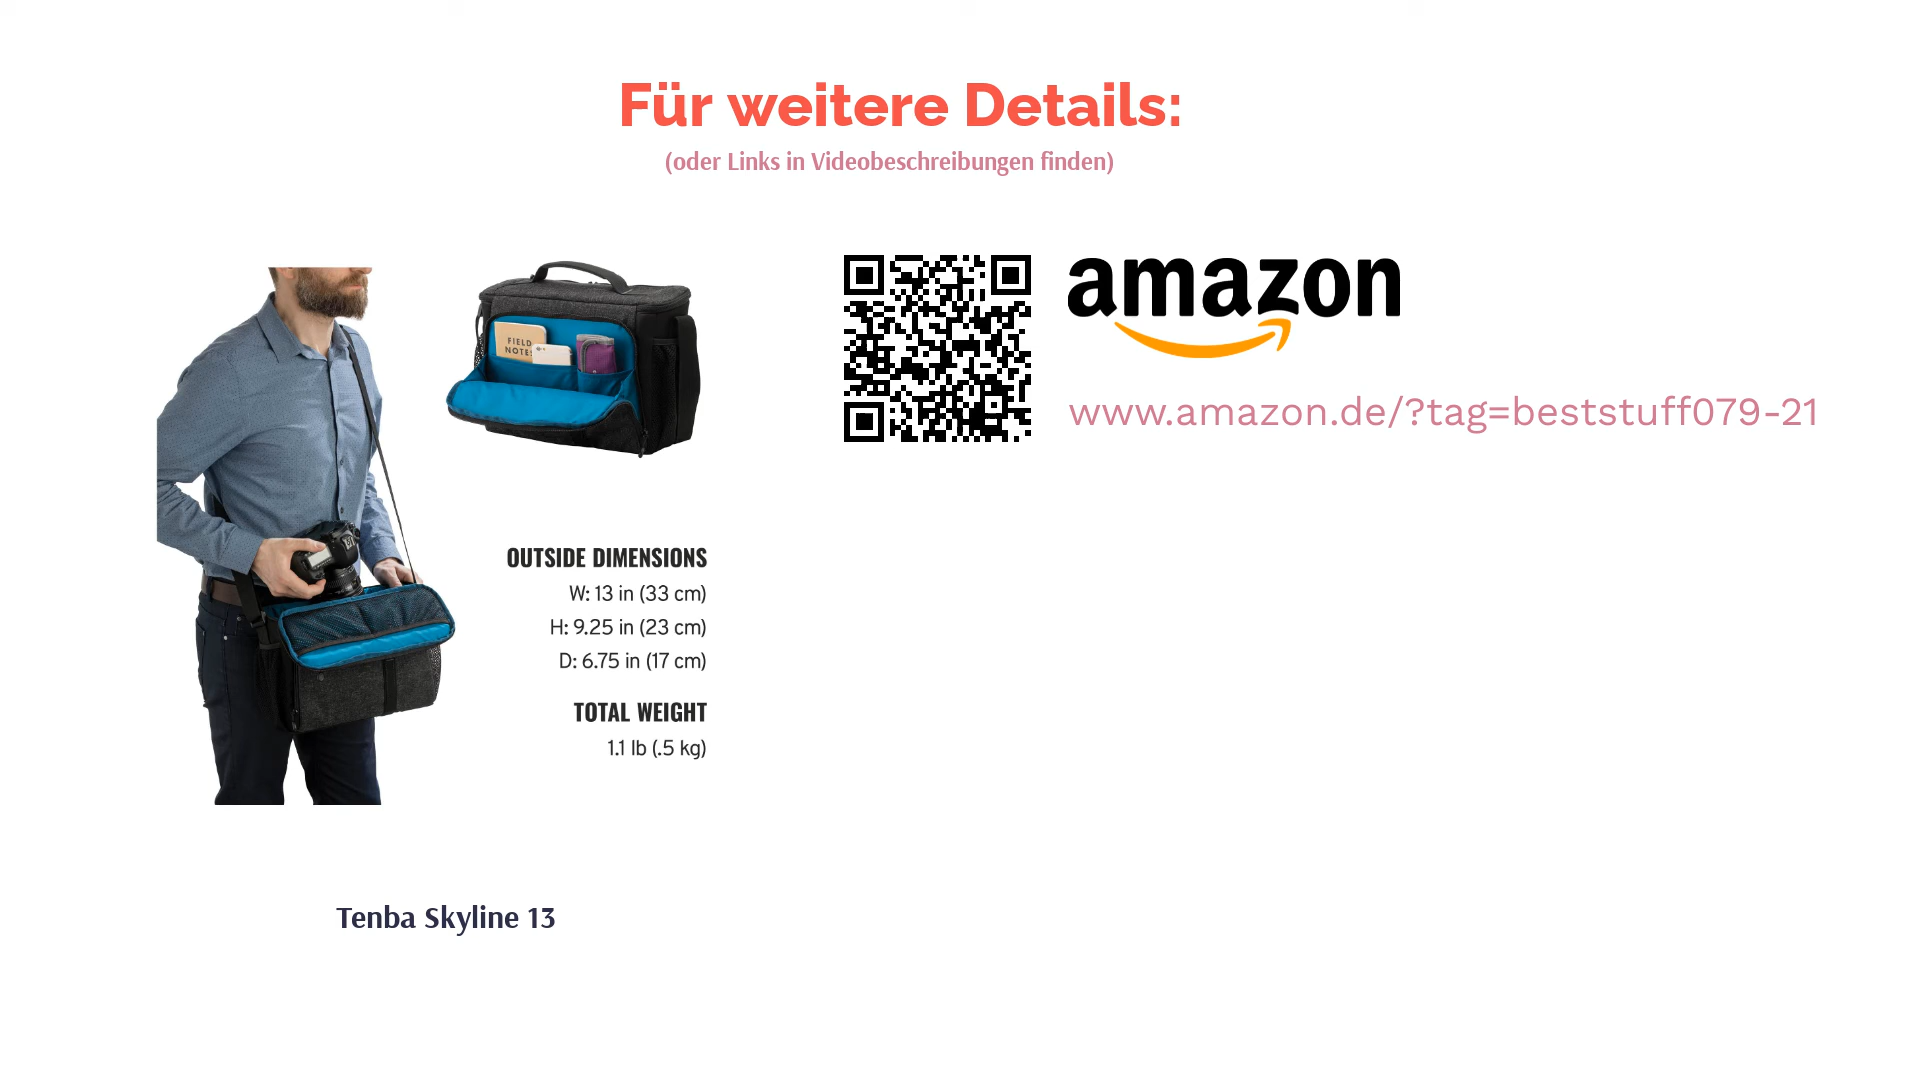 Für weitere Details:
(oder Links in Videobeschreibungen finden)
FIELD
NOTES
amazon
www.amazon.de/?tag=beststuff079-21
OUTSIDE DIMENSIONS
W: 13 in (33 cm)
H: 9.25 in (23 cm)
D: 6.75 in (17 cm)
TOTAL WEIGHT
1.1 lb (.5 kg)
Tenba Skyline 13